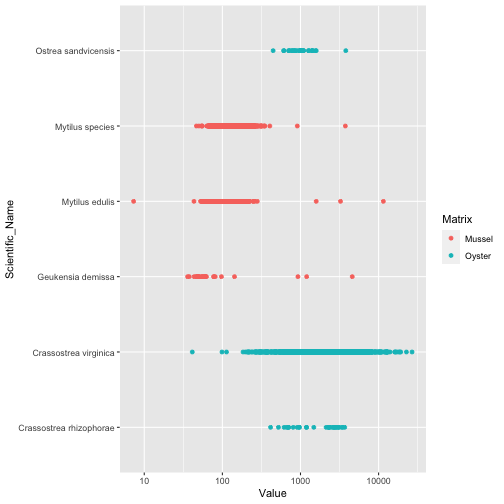 Ostrea sandvicensis
Mytilus species
Mytilus edulis
Geukensia demissa
Crassostrea virginica
Crassostrea rhizophorae
Scientific_Name
10 100 1000 10000
Value
Matrix
Mussel
Oyster